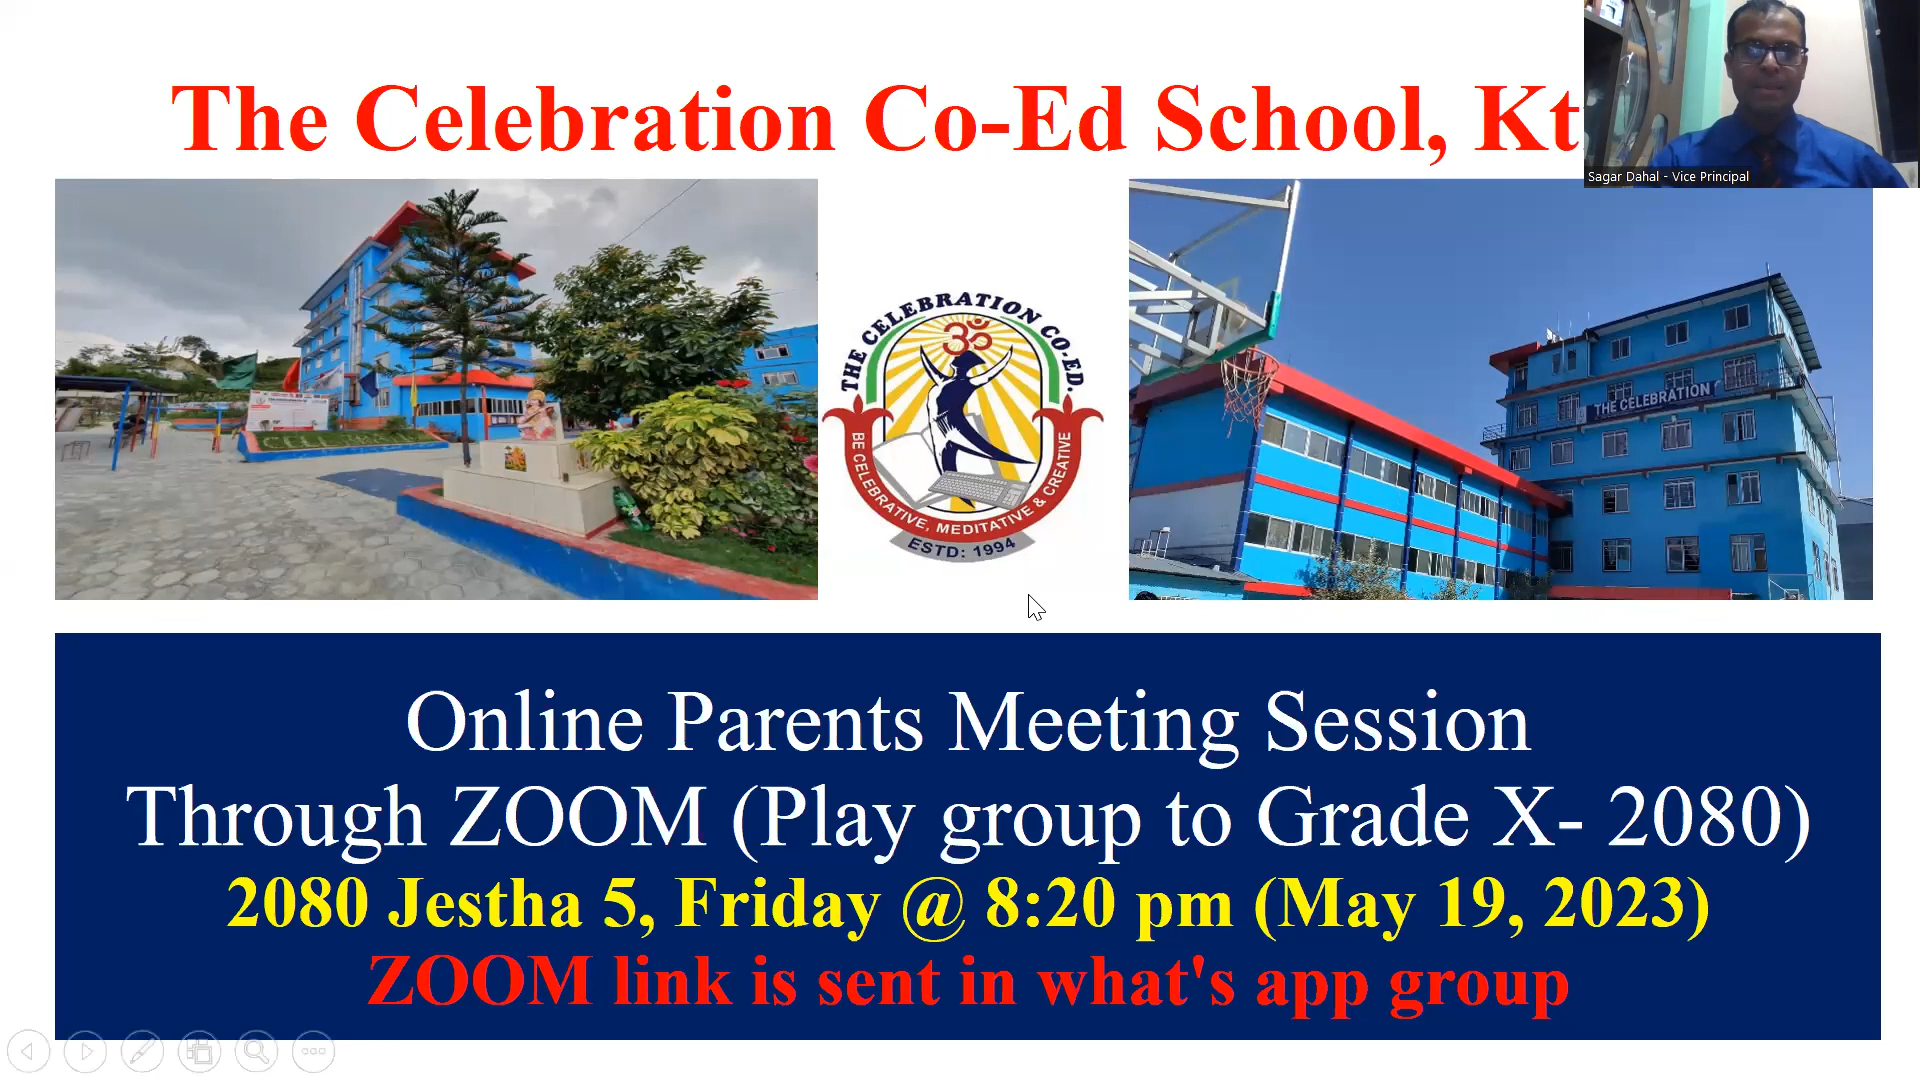 The Celebration Co-Ed School, Kt
Sagar Dahal - Vice Principal
THE CELEBRATION CO-ED.
BE CELEBRATIVE, MEDITATIVE & CREATIVE
ESTD: 1994
THE CELEBRATION
Online Parents Meeting Session
Through ZOOM (Play group to Grade X- 2080)
2080 Jestha 5, Friday @ 8:20 pm (May 19, 2023)
ZOOM link is sent in what's app group